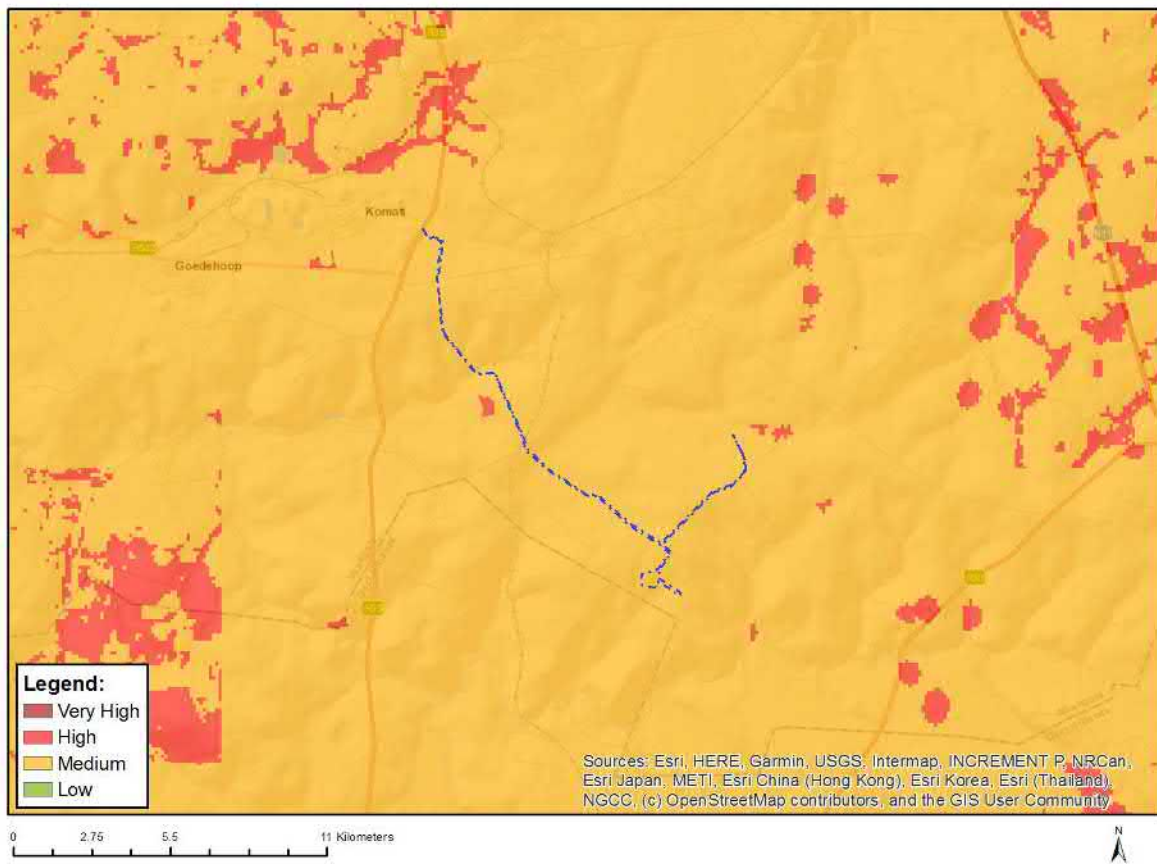 Komati
Goedehoop
Legend:
Very High
High
Medium
Low
Sources: Esri, HERE, Garmin, USGS, Intermap, INCREMENT P, NRCan,
Esri Japan, METI, Esri China (Hong Kong), Esri Korea, Esri (Thailand),
NGCC, (c) OpenStreetMap contributors, and the GIS User Community
0 2.75 5.5 11 Kilometers
N